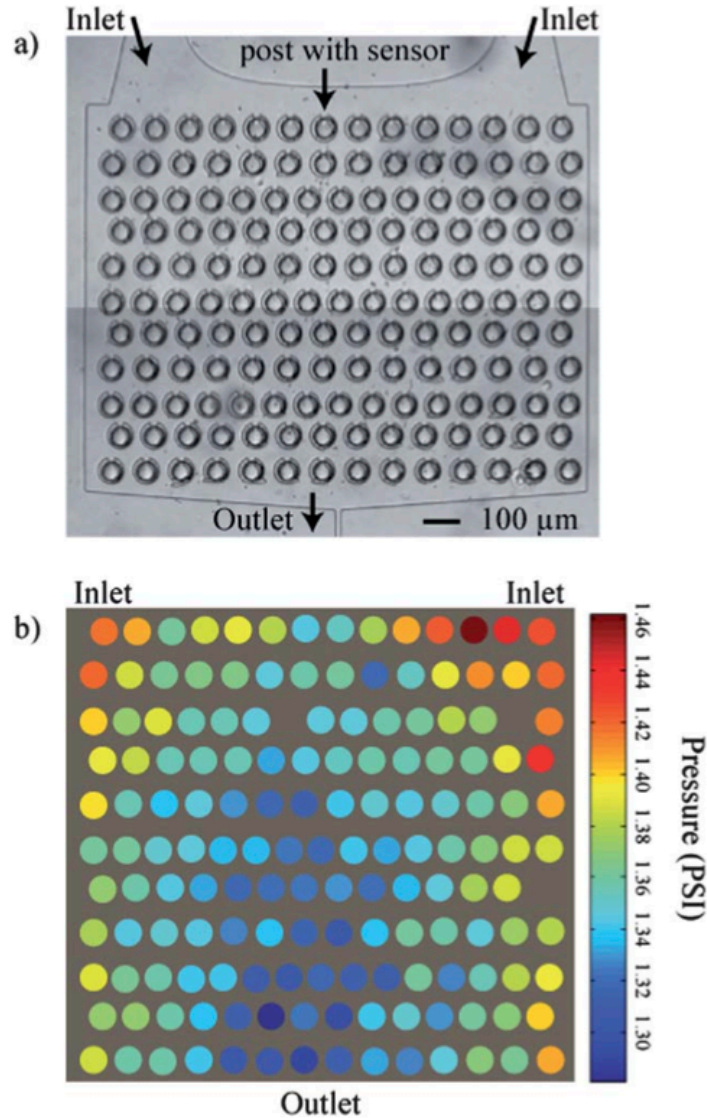 Inlet Inlet
a) post with sensor
Outlet 100 µm
Inlet Inlet
b)
1.46
1.44
1.42
1.40
1.38
1.36
1.34
1.32
1.30
Pressure (PSI)
Outlet